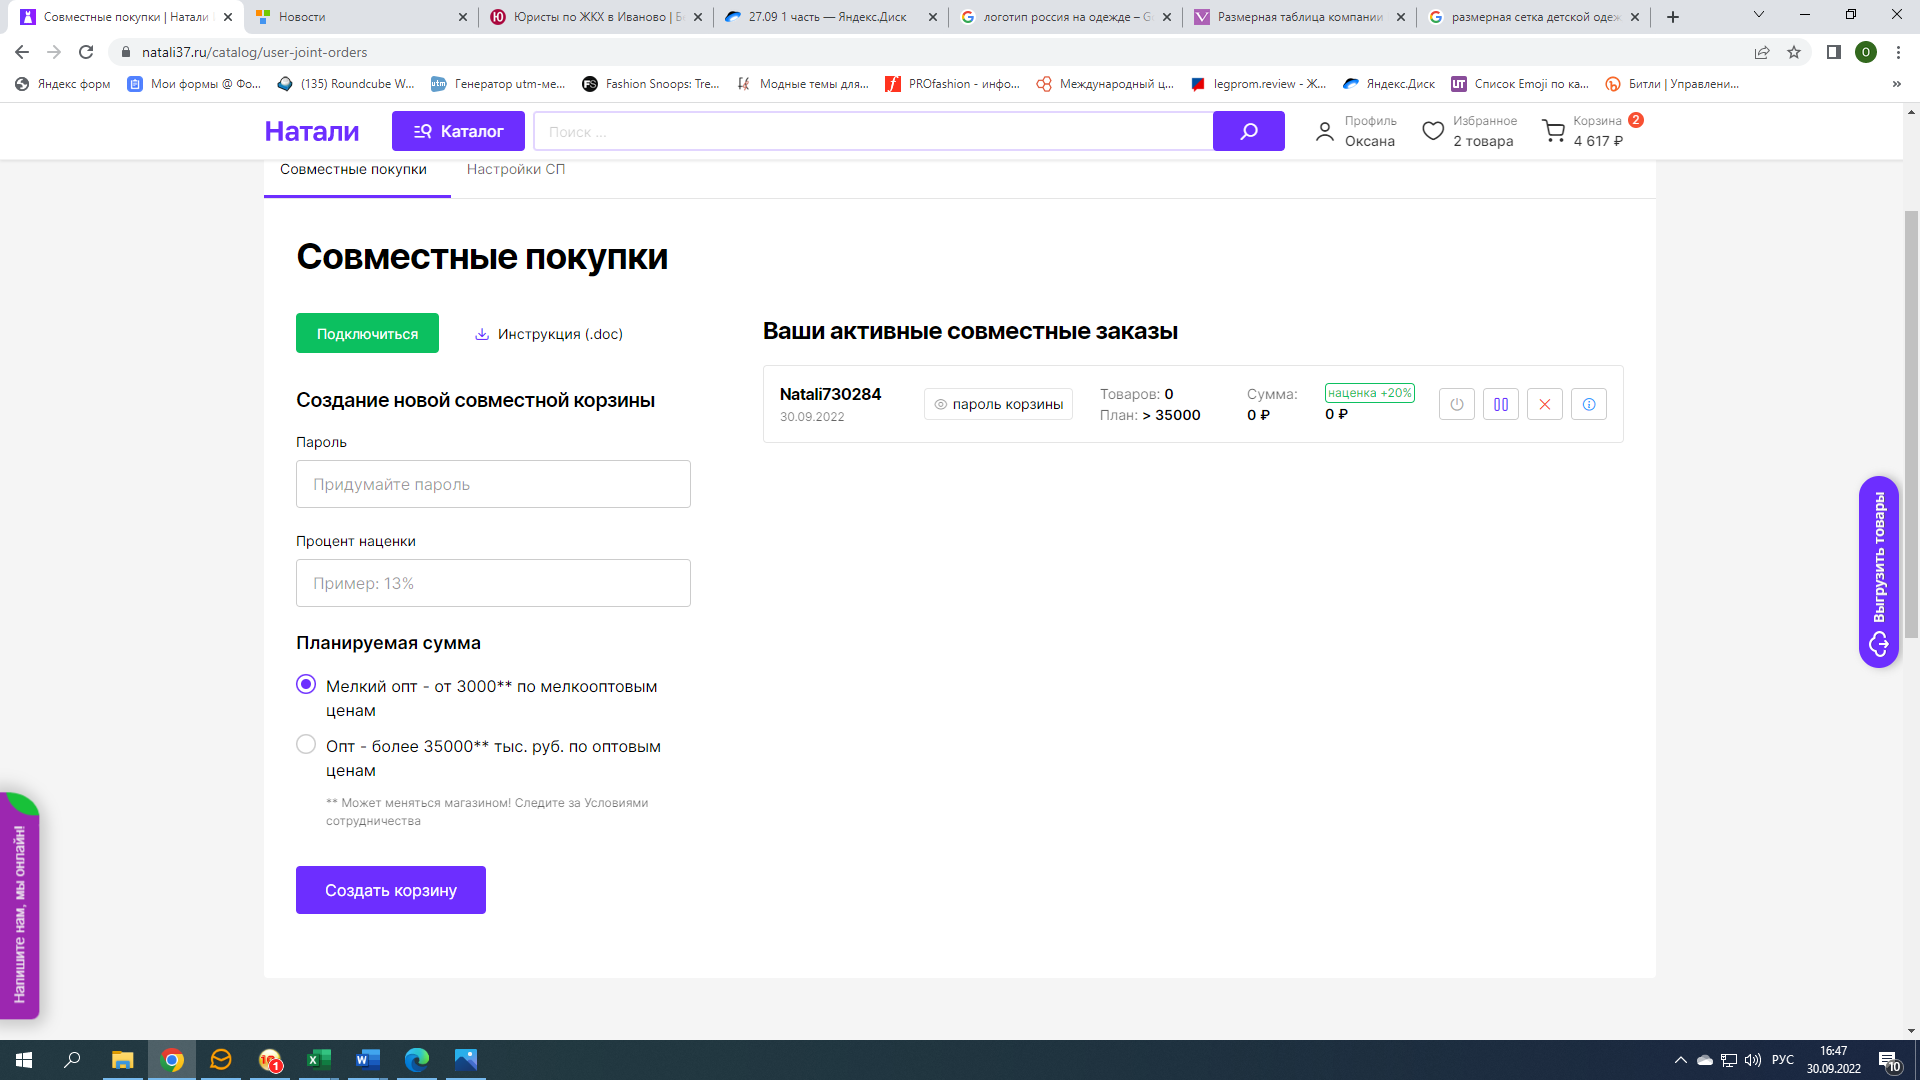 Совместные покупки | Натали
Новости
Юристы по ЖКХ в Иваново | Б
27.09 1 часть — Яндекс.Диск
логотип россия на одежде – G
Размерная таблица компании
размерная сетка детской одеж
natali37.ru/catalog/user-joint-orders
O
Яндекс форм
Мои формы @ Фо...
(135) Roundcube W...
Генератор utm-ме...
Fashion Snoops: Tre...
Модные темы для...
PROfashion - инфо...
Международный ц...
legprom.review - Ж...
Яндекс.Диск
Список Emoji по ка...
Битли | Управлени...
»
Натали
Каталог
Поиск ...
Профиль
Оксана
Избранное
2 товара
Корзина 2
4 617 ₽
Совместные покупки
Настройки СП
Совместные покупки
Подключиться
Инструкция (.doc)
Ваши активные совместные заказы
Natali730284
30.09.2022
пароль корзины
Товаров: 0
План: > 35000
Сумма:
0 ₽
наценка +20%
0 ₽
Создание новой совместной корзины
Пароль
Придумайте пароль
Процент наценки
Пример: 13%
Планируемая сумма
Мелкий опт - от 3000** по мелкооптовым
ценам
Опт - более 35000** тыс. руб. по оптовым
ценам
** Может меняться магазином! Следите за Условиями
сотрудничества
Создать корзину
Выгрузить товары
Напишите нам, мы онлайн!
1
РУС
16:47
30.09.2022
10